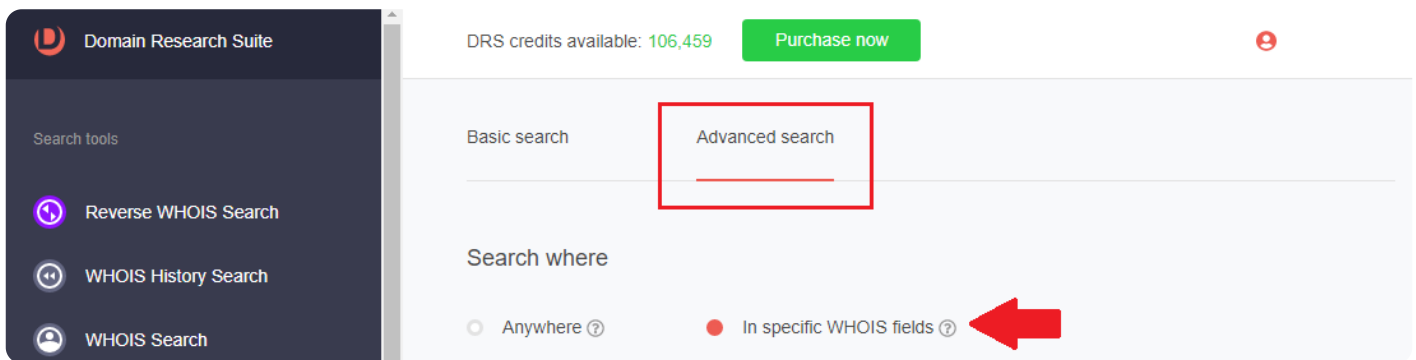 Domain Research Suite
DRS credits available: 106,459
Purchase now
Search tools
Reverse WHOIS Search
WHOIS History Search
WHOIS Search
Basic search
Advanced search
Search where
Anywhere ?
In specific WHOIS fields ?